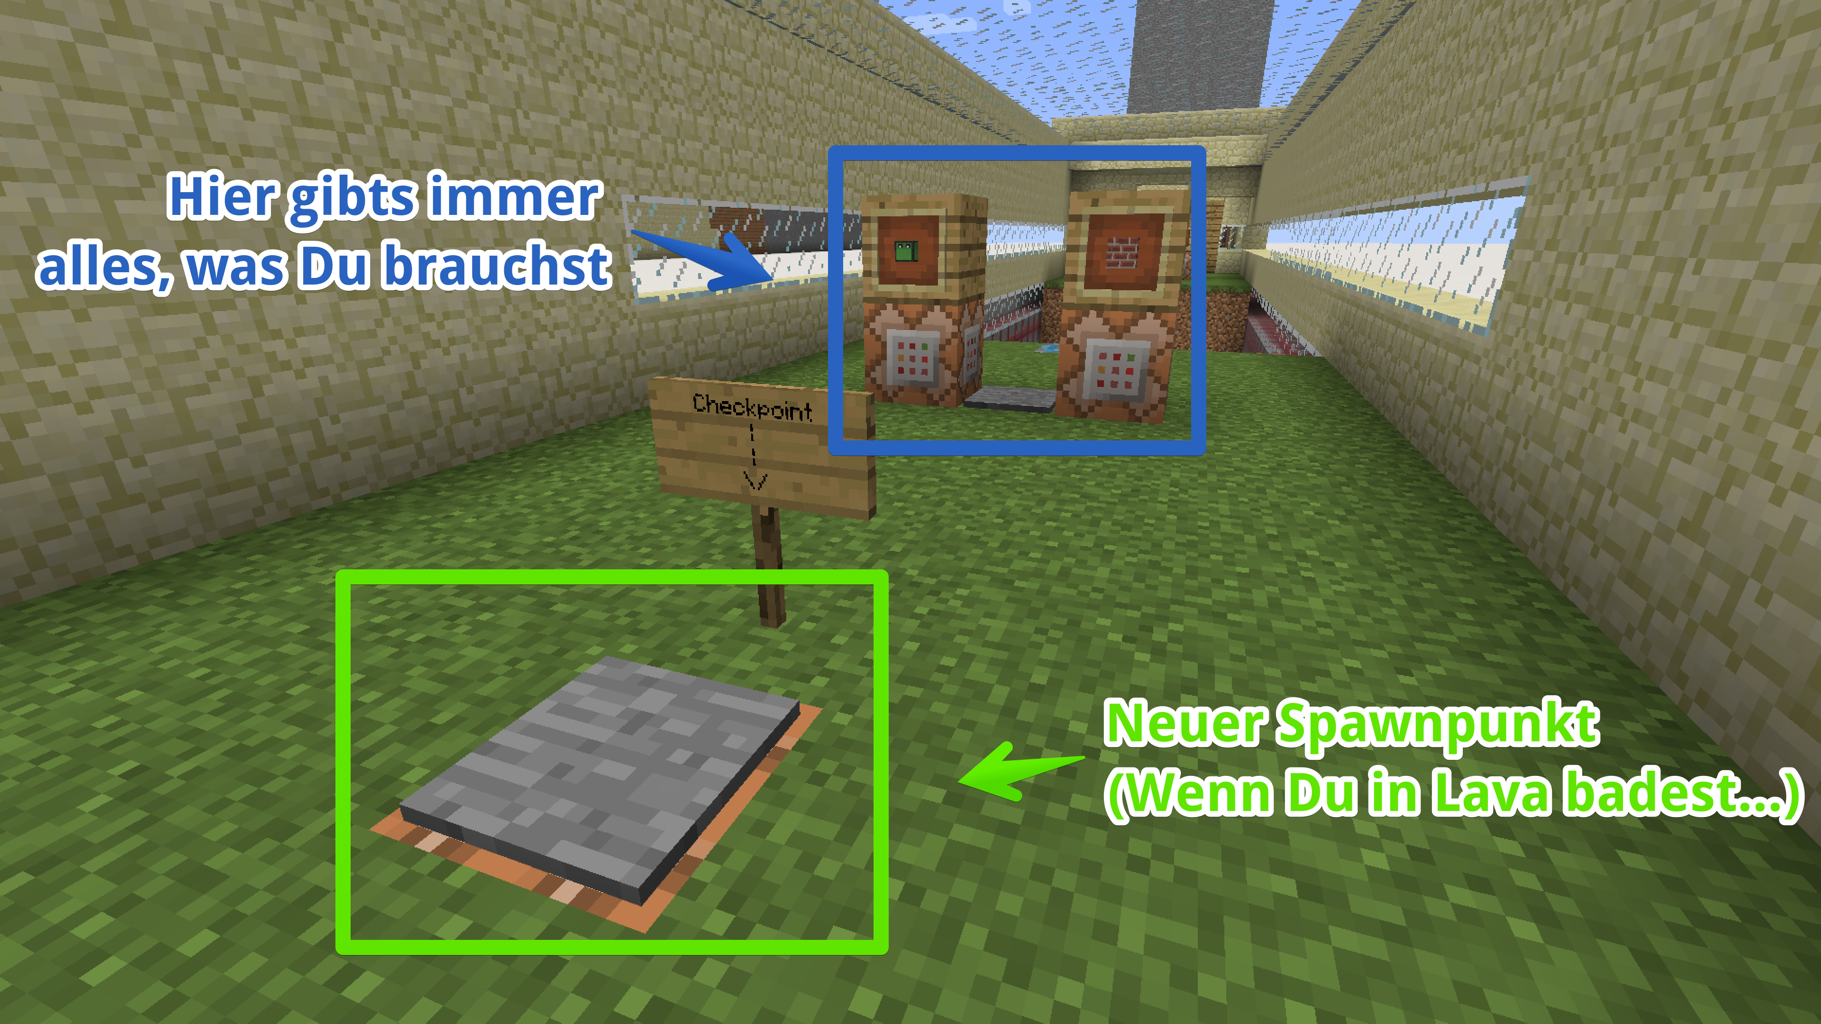 Hier gibts immer
alles, was Du brauchst
Checkpoint
Neuer Spawnpunkt
(Wenn Du in Lava badest...)